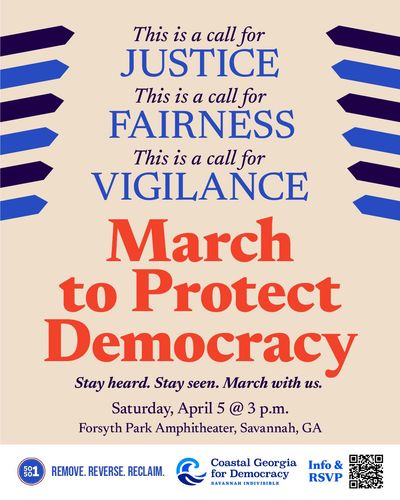 This is a call for
JUSTICE
This is a call for
FAIRNESS
This is a call for
VIGILANCE
March
to Protect
Democracy
Stay heard. Stay seen. March with us.
Saturday, April 5 @ 3 p.m.
Forsyth Park Amphitheater, Savannah, GA
50
50
1
REMOVE. REVERSE. RECLAIM.
Coastal Georgia
for Democracy
SAVANNAH INDIVISIBLE
Info &
RSVP